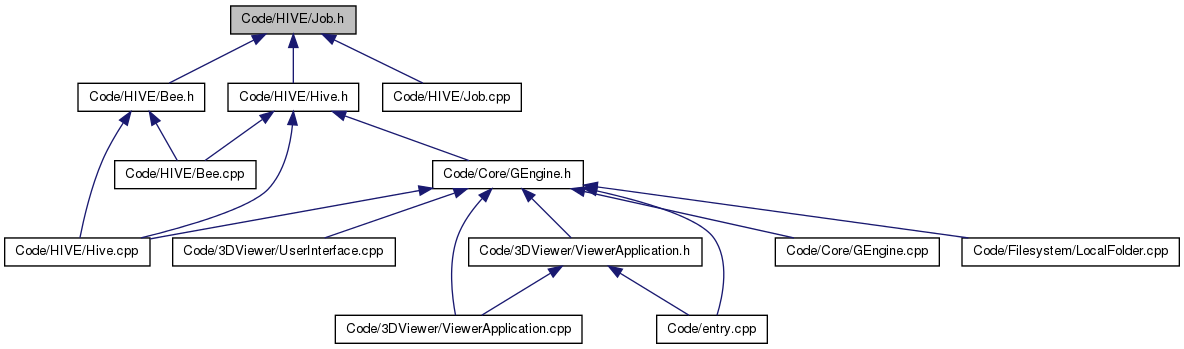 Code/HIVE/Job.h
Code/HIVE/Bee.h
Code/HIVE/Hive.h
Code/HIVE/Job.cpp
Code/HIVE/Bee.cpp
Code/Core/GEngine.h
Code/HIVE/Hive.cpp
Code/3DViewer/UserInterface.cpp
Code/3DViewer/ViewerApplication.h
Code/Core/GEngine.cpp
Code/Filesystem/LocalFolder.cpp
Code/3DViewer/ViewerApplication.cpp
Code/entry.cpp